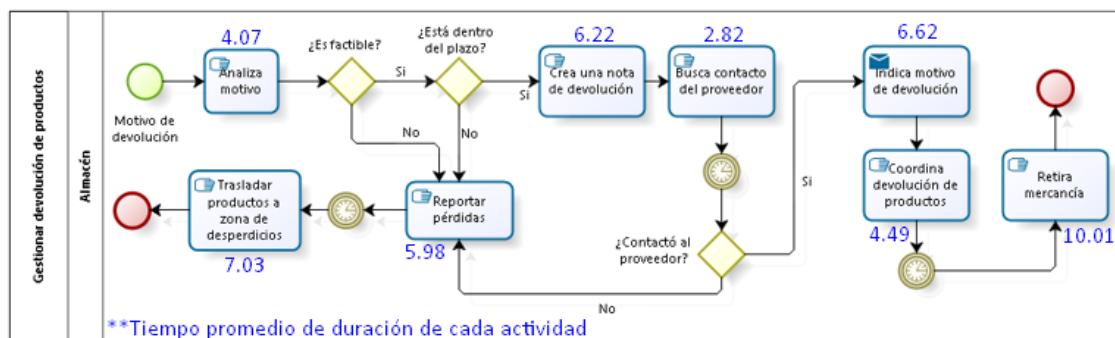 Gestionar devolución de productos
Almacén
Motivo de
devolución
4.07
Analiza
motivo
¿Es factible?
Si
No
¿Está dentro
del plazo?
Si
No
6.22
Crea una nota
de devolución
2.82
Busca contacto
del proveedor
¿Contactó al
proveedor?
Si
No
6.62
Indica motivo
de devolución
Coordina
devolución de
productos
4.49
Retira
mercancía
10.01
Reportar
pérdidas
5.98
Trasladar
productos a
zona de
desperdicios
7.03
**Tiempo promedio de duración de cada actividad